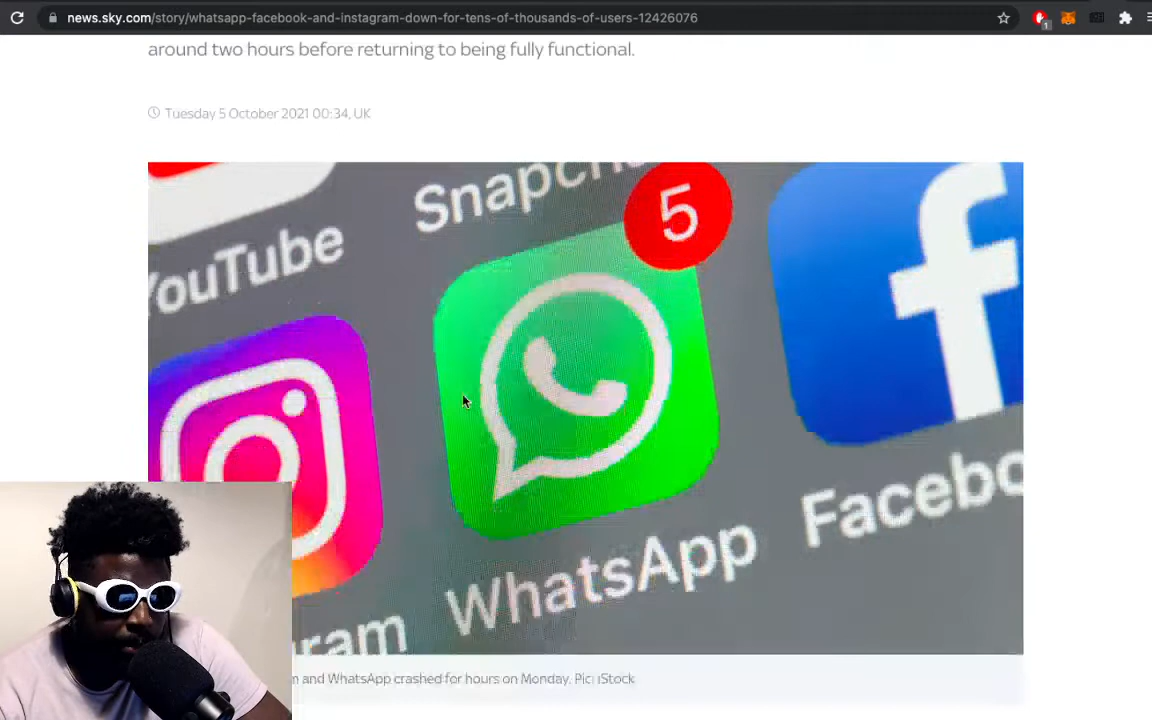 news.sky.com/story/whatsapp-facebook-and-instagram-down-for-tens-of-thousands-of-users-12426076
1
around two hours before returning to being fully functional.
Tuesday 5 October 2021 00:34, UK
Snapch
5
YouTube
f
WhatsApp
Facebo
ram
m and WhatsApp crashed for hours on Monday. Pic: iStock